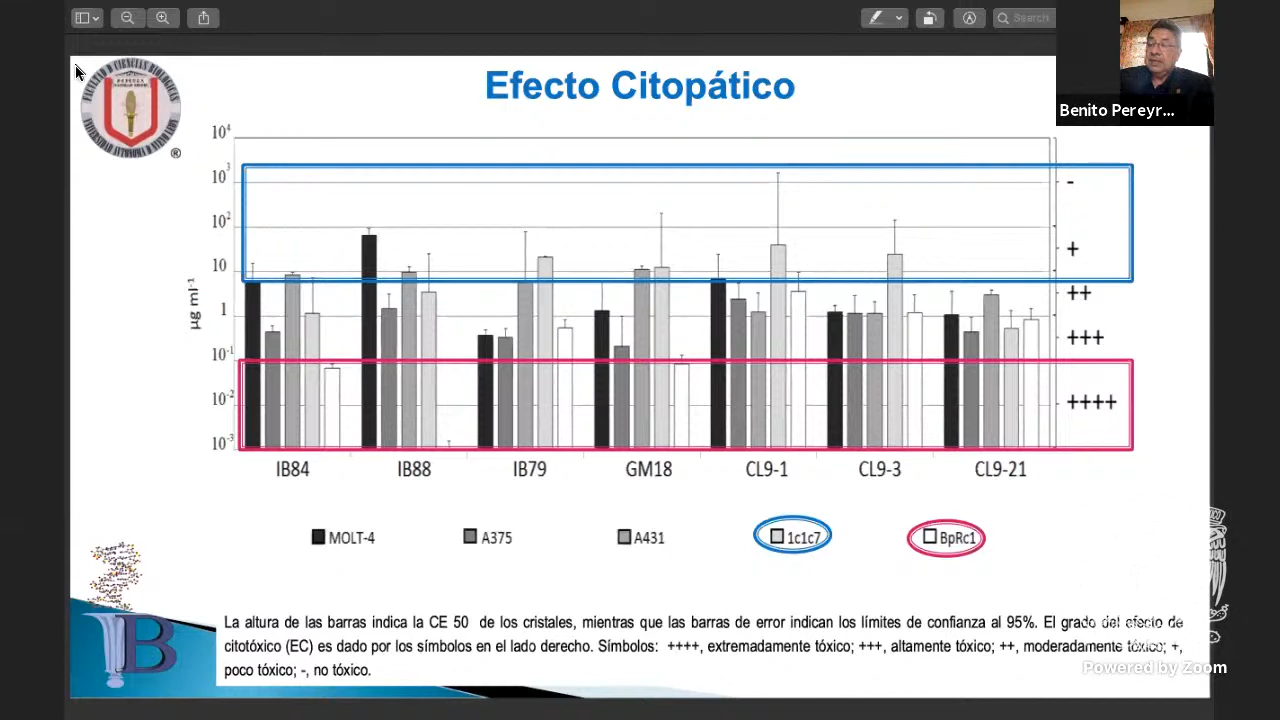 Search
Efecto Citopático
Benito Pereyr...
FACULTAD D CIENCIAS BIOLOGICAS
®
10⁴
10³
10²
10
1
10⁻¹
10⁻²
10⁻³
µg ml⁻¹
-
+
++
+++
++++
IB84 IB88 IB79 GM18 CL9-1 CL9-3 CL9-21
MOLT-4 A375 A431 1c1c7 BpRc1
La altura de las barras indica la CE 50 de los cristales, mientras que las barras de error indican los límites de confianza al 95%. El grado del efecto de
citotóxico (EC) es dado por los símbolos en el lado derecho. Símbolos: ++++, extremadamente tóxico; +++, altamente tóxico; ++, moderadamente tóxico; +,
poco tóxico; -, no tóxico.
B
Powered by Zoom